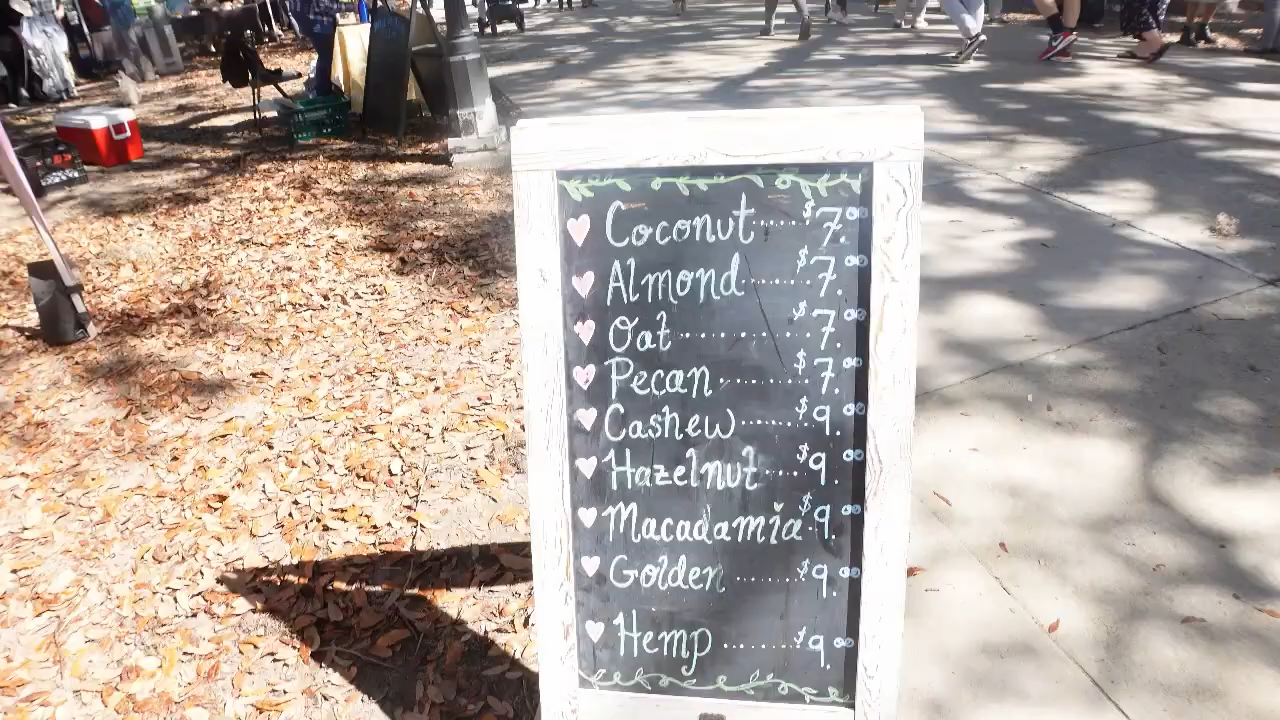 Coconut.....$7.00
Almond......$7.00
Oat............$7.00
Pecan........$7.00
Cashew.......$9.00
Hazelnut....$9.00
Macadamia $9.00
Golden......$9.00
Hemp.......$9.00